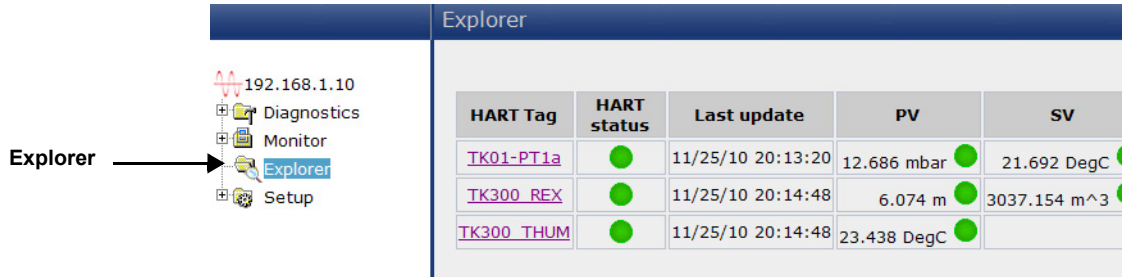 Explorer
192.168.1.10
Diagnostics
Monitor
Explorer
Setup
Explorer
HART Tag HART status Last update PV SV
TK01-PT1a 11/25/10 20:13:20 12.686 mbar 21.692 DegC
TK300_REX 11/25/10 20:14:48 6.074 m 3037.154 m^3
TK300_THUM 11/25/10 20:14:48 23.438 DegC